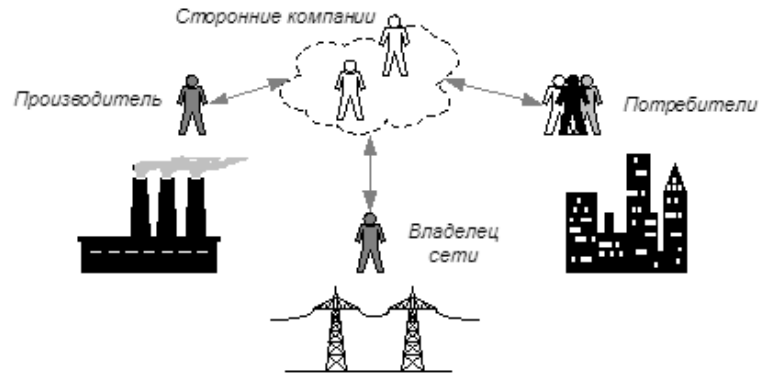 Сторонние компании
Производитель
Потребители
Владелец
сети